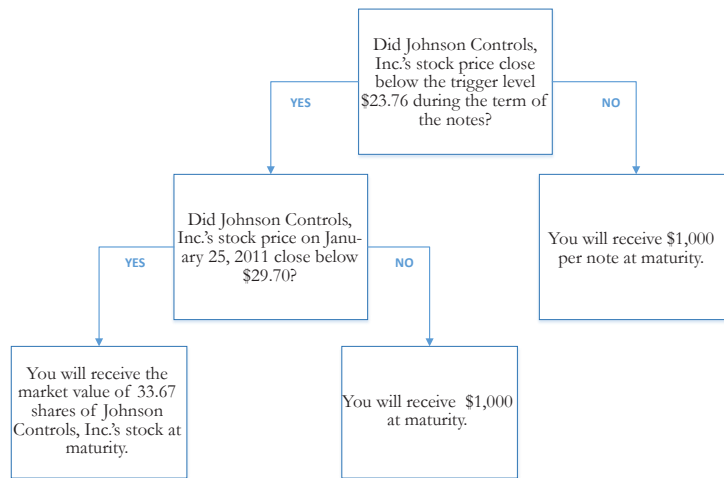 Did Johnson Controls,
Inc.'s stock price close
below the trigger level
$23.76 during the term of
the notes?
YES
NO
Did Johnson Controls,
Inc.'s stock price on Janu-
ary 25, 2011 close below
$29.70?
You will receive $1,000
per note at maturity.
YES
NO
You will receive the
market value of 33.67
shares of Johnson
Controls, Inc.'s stock at
maturity.
You will receive $1,000
at maturity.